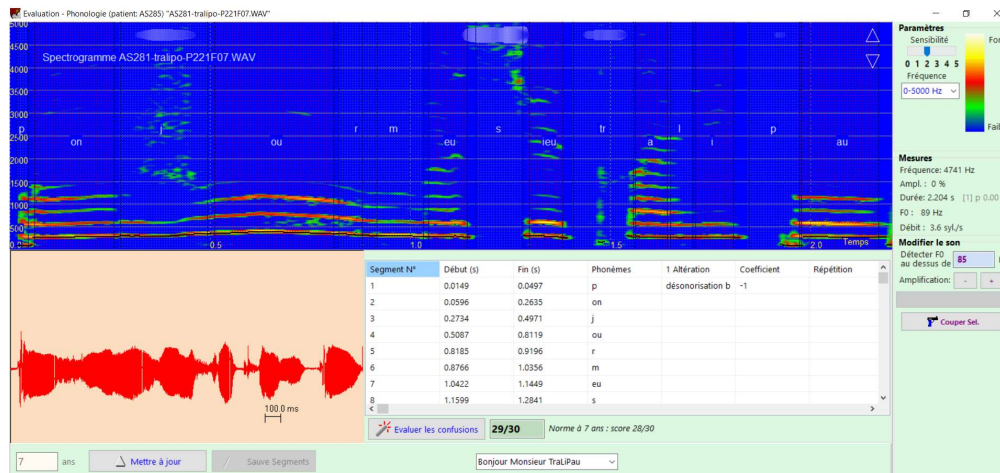 Evaluation - Phonologie (patient: AS285) "AS281-tralipo-P221F07.WAV"
5000
4500
Spectrogramme AS281-tralipo-P221F07.WAV
4000
3500
3000
p j r m s tr l p
2500
on ou eu ieu a i au
2000
1500
1000
500
0.5 1.0 1.5 2.0 Temps
100.0 ms
Segment N° Début (s) Fin (s) Phonèmes 1 Altération Coefficient Répétition
1 0.0149 0.0497 p désonorisation b -1
2 0.0596 0.2635 on
3 0.2734 0.4971 j
4 0.5087 0.8119 ou
5 0.8185 0.9196 r
6 0.8766 1.0356 m
7 1.0422 1.1449 eu
8 1.1599 1.2841 s
Evaluer les confusions 29/30 Norme à 7 ans : score 28/30
7 ans Mettre à jour Sauve Segments Bonjour Monsieur TraLiPau
Paramètres
Sensibilité
0 1 2 3 4 5
Fréquence
0-5000 Hz
Mesures
Fréquence: 4741 Hz
Ampl. : 0 %
Durée: 2.204 s [1] p 0.00
F0 : 89 Hz
Débit : 3.6 syl./s
Modifier le son
Détecter F0
au dessus de 85
Amplification: - +
Couper Sel.